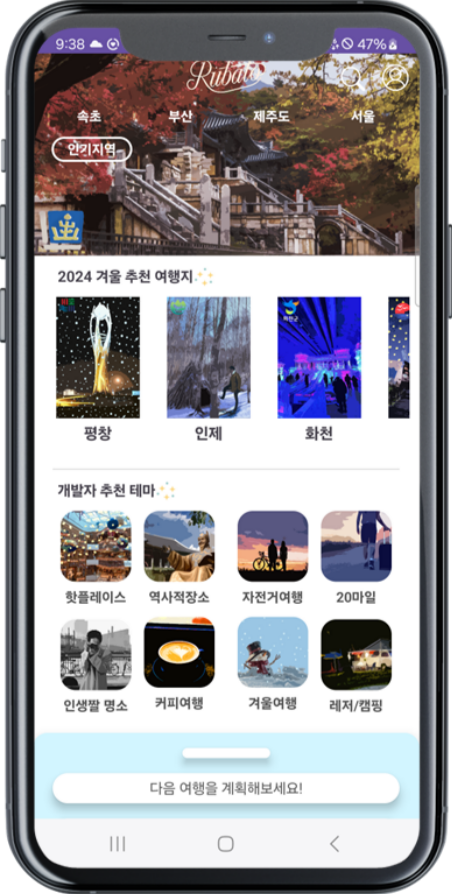 9:38
47%
Rubato
속초 부산 제주도 서울
인기지역
2024 겨울 추천 여행지
화천군
평창 인제 화천
개발자 추천 테마
핫플레이스 역사적장소 자전거여행 20마일
인생짤 명소 커피여행 겨울여행 레저/캠핑
다음 여행을 계획해보세요!